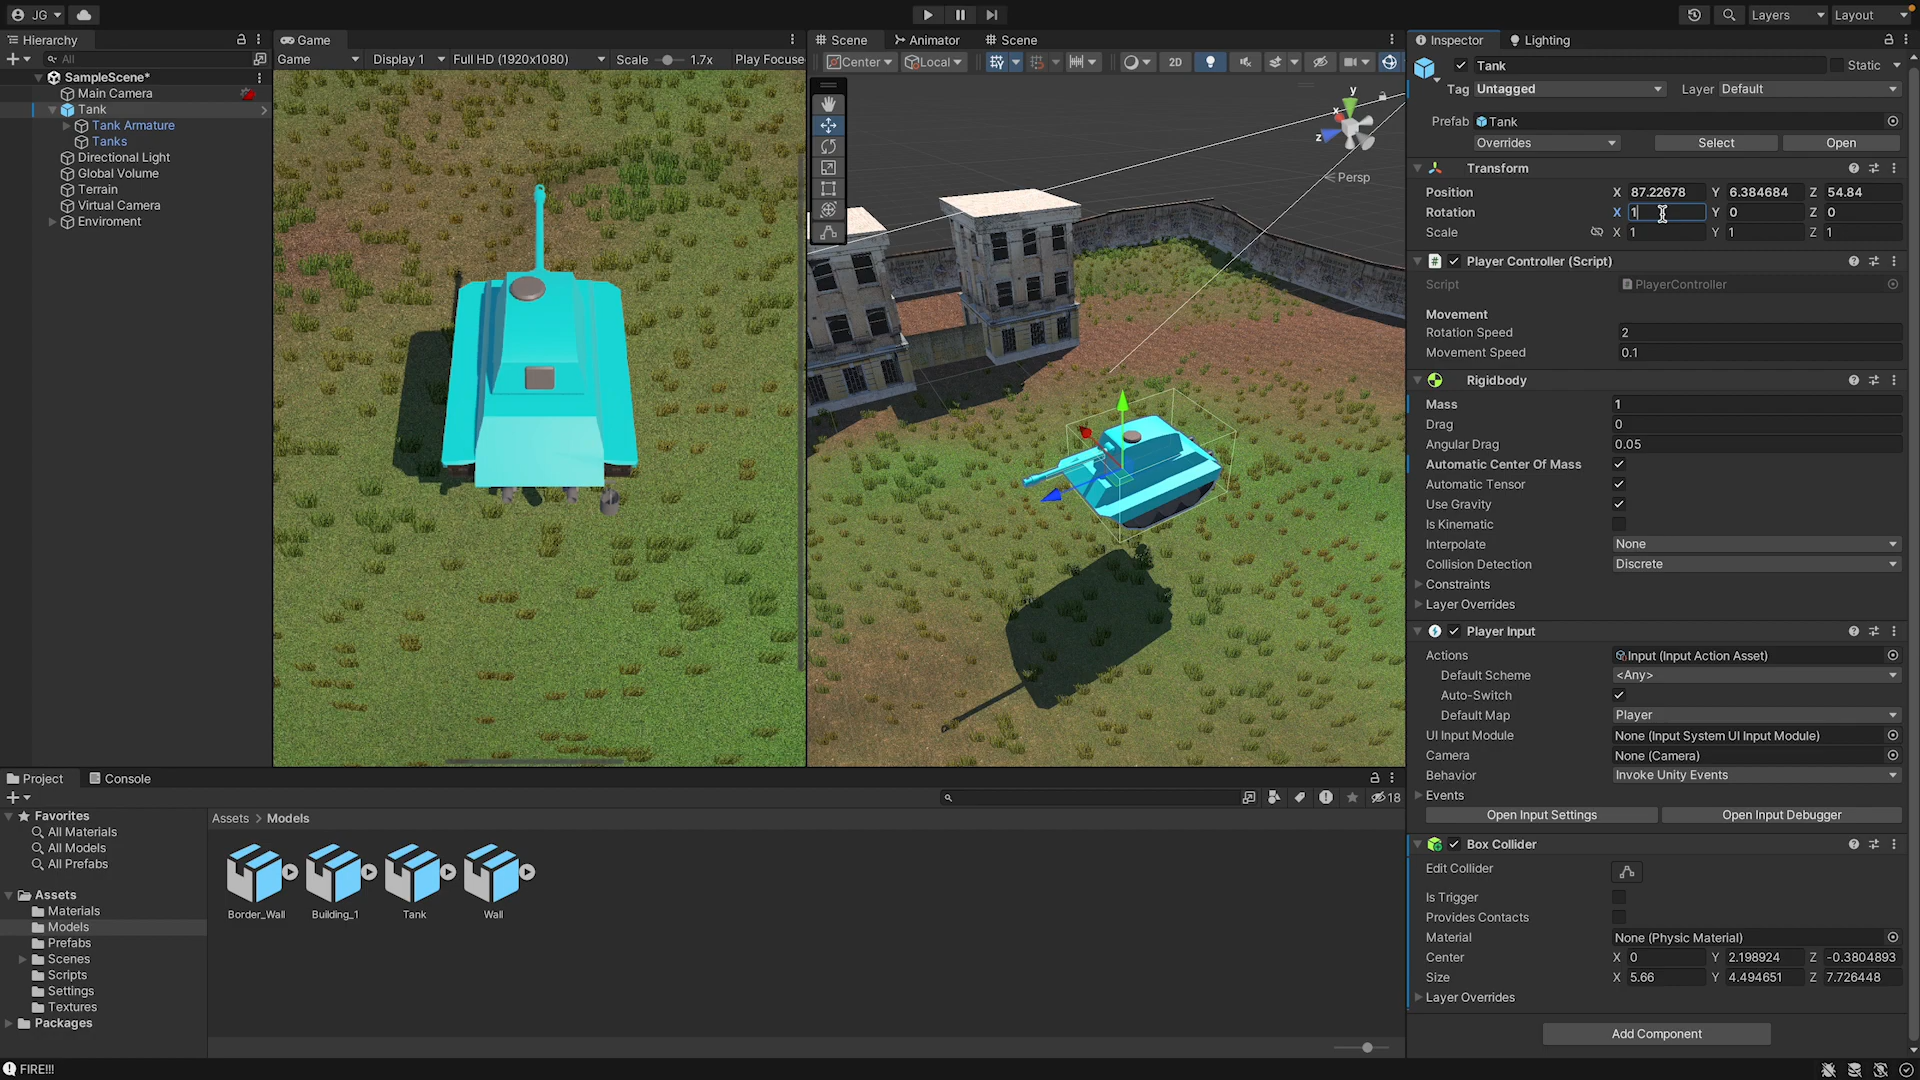 JG
Layers
Layout
Hierarchy
All
SampleScene*
Main Camera
Tank
Tank Armature
Tanks
Directional Light
Global Volume
Terrain
Virtual Camera
Enviroment
Game
Game
Display 1
Full HD (1920x1080)
Scale
1.7x
Play Focuse
Scene
Animator
Scene
Center
Local
2D
y
x
z
Persp
Inspector
Lighting
Tank
Static
Tag Untagged
Layer Default
Prefab Tank
Overrides
Select
Open
Transform
Position X 87.22678 Y 6.384684 Z 54.84
Rotation X 1 Y 0 Z 0
Scale X 1 Y 1 Z 1
Player Controller (Script)
Script PlayerController
Movement
Rotation Speed 2
Movement Speed 0.1
Rigidbody
Mass 1
Drag 0
Angular Drag 0.05
Automatic Center Of Mass
Automatic Tensor
Use Gravity
Is Kinematic
Interpolate None
Collision Detection Discrete
Constraints
Layer Overrides
Player Input
Actions Input (Input Action Asset)
Default Scheme <Any>
Auto-Switch
Default Map Player
UI Input Module None (Input System UI Input Module)
Camera None (Camera)
Behavior Invoke Unity Events
Events
Open Input Settings
Open Input Debugger
Box Collider
Edit Collider
Is Trigger
Provides Contacts
Material None (Physic Material)
Center X 0 Y 2.198924 Z -0.3804893
Size X 5.66 Y 4.494651 Z 7.726448
Layer Overrides
Add Component
Project
Console
18
Favorites
All Materials
All Models
All Prefabs
Assets
Materials
Models
Prefabs
Scenes
Scripts
Settings
Textures
Packages
Assets > Models
Border_Wall
Building_1
Tank
Wall
FIRE!!!